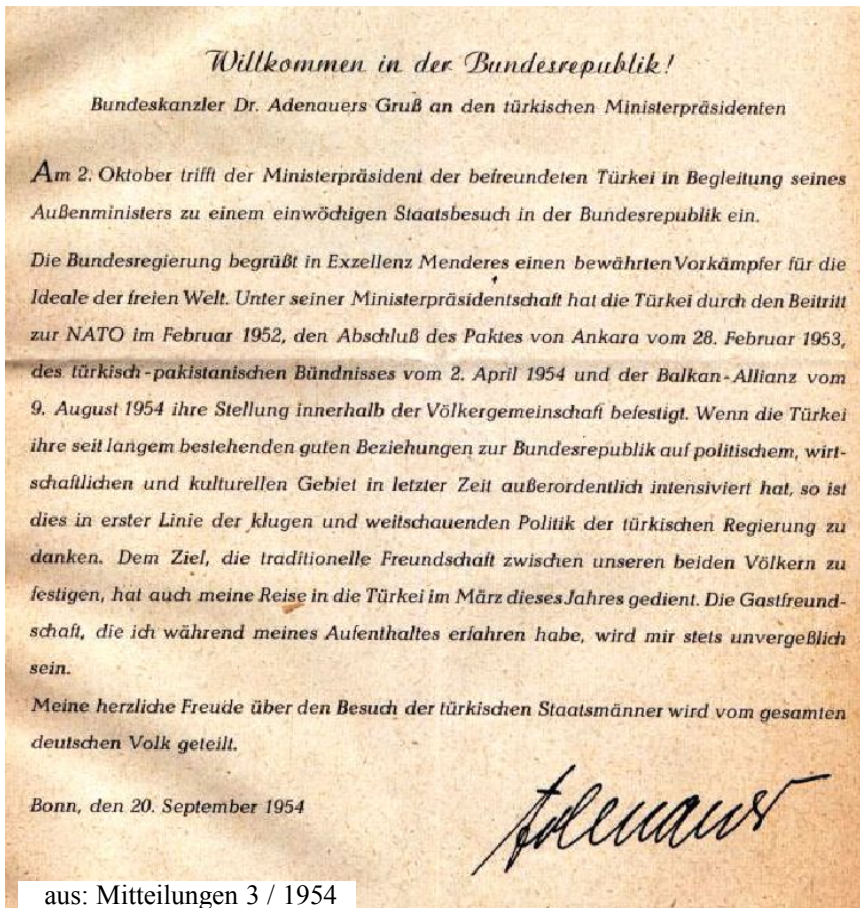 Willkommen in der Bundesrepublik!
Bundeskanzler Dr. Adenauers Gruß an den türkischen Ministerpräsidenten
Am 2. Oktober trifft der Ministerpräsident der befreundeten Türkei in Begleitung seines
Außenministers zu einem einwöchigen Staatsbesuch in der Bundesrepublik ein.
Die Bundesregierung begrüßt in Exzellenz Menderes einen bewährten Vorkämpfer für die
Ideale der freien Welt. Unter seiner Ministerpräsidentschaft hat die Türkei durch den Beitritt
zur NATO im Februar 1952, den Abschluß des Paktes von Ankara vom 28. Februar 1953,
des türkisch-pakistanischen Bündnisses vom 2. April 1954 und der Balkan-Allianz vom
9. August 1954 ihre Stellung innerhalb der Völkergemeinschaft befestigt. Wenn die Türkei
ihre seit langem bestehenden guten Beziehungen zur Bundesrepublik auf politischem, wirt-
schaftlichen und kulturellen Gebiet in letzter Zeit außerordentlich intensiviert hat, so ist
dies in erster Linie der klugen und weitschauenden Politik der türkischen Regierung zu
danken. Dem Ziel, die traditionelle Freundschaft zwischen unseren beiden Völkern zu
festigen, hat auch meine Reise in die Türkei im März dieses Jahres gedient. Die Gastfreund-
schaft, die ich während meines Aufenthaltes erfahren habe, wird mir stets unvergeßlich
sein.
Meine herzliche Freude über den Besuch der türkischen Staatsmänner wird vom gesamten
deutschen Volk geteilt.
Bonn, den 20. September 1954
Adenauer
aus: Mitteilungen 3 / 1954